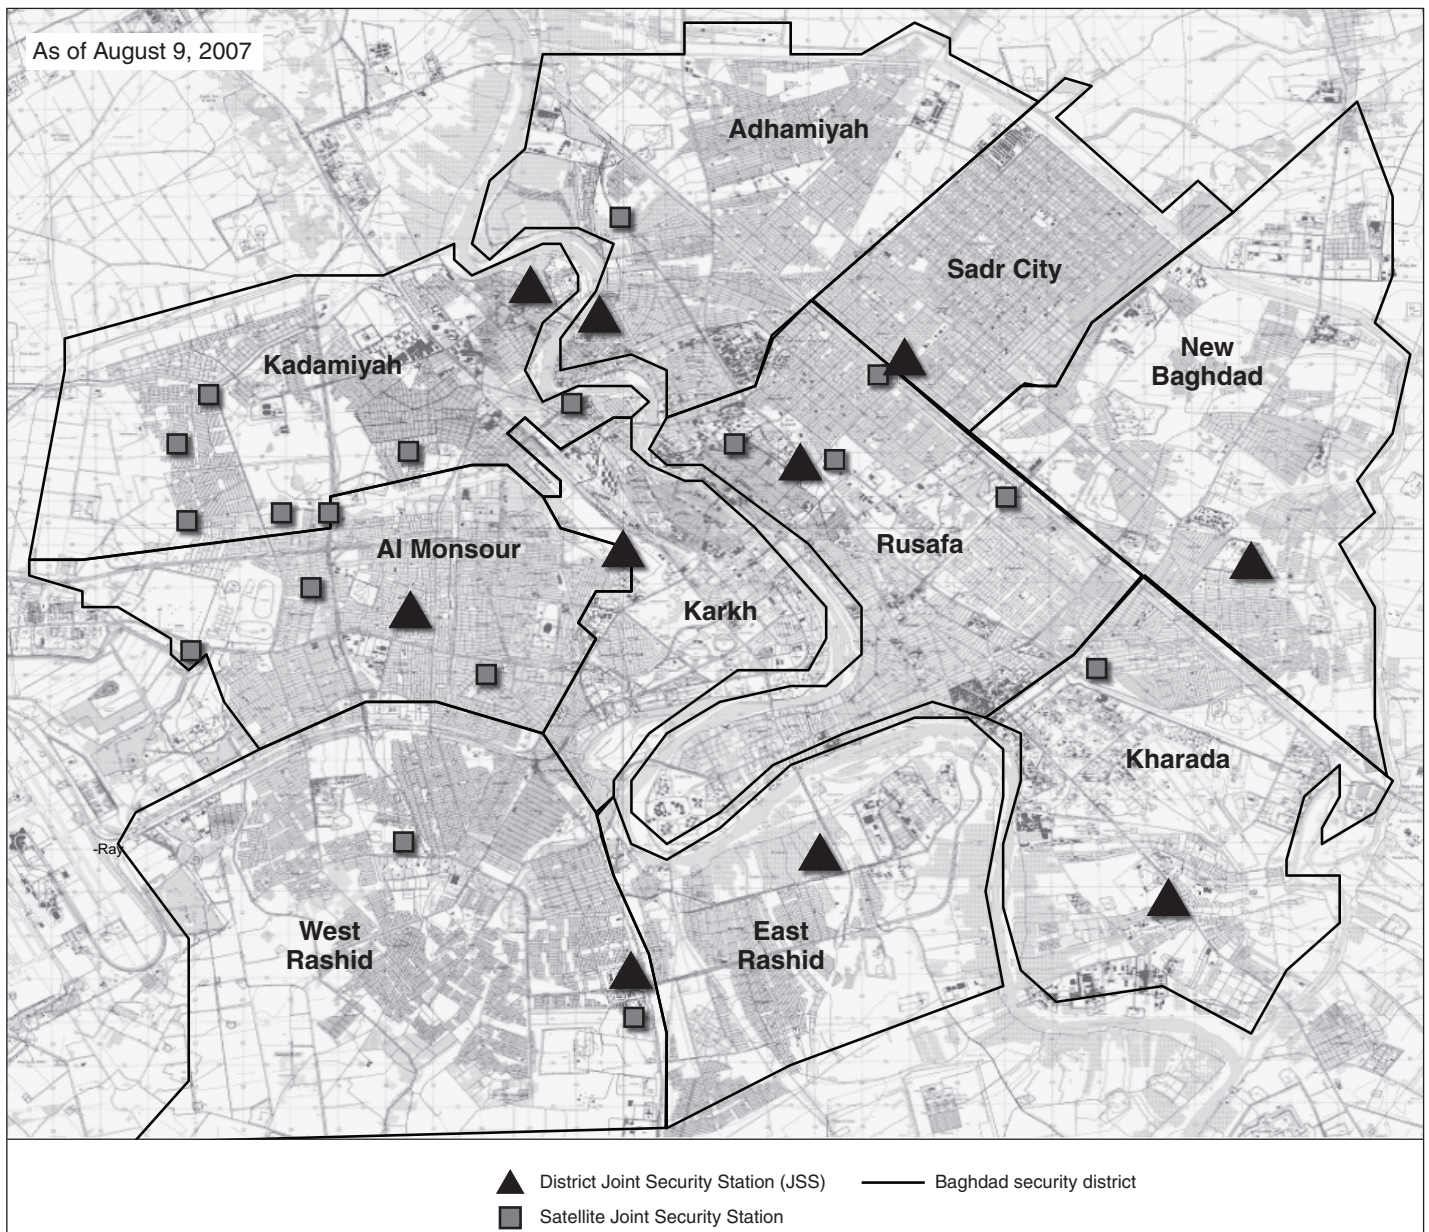 As of August 9, 2007
Adhamiyah
Sadr City
New
Baghdad
Kadamiyah
Al Monsour
Rusafa
Karkh
Kharada
-Ray
West
Rashid
East
Rashid
District Joint Security Station (JSS)
Baghdad security district
Satellite Joint Security Station